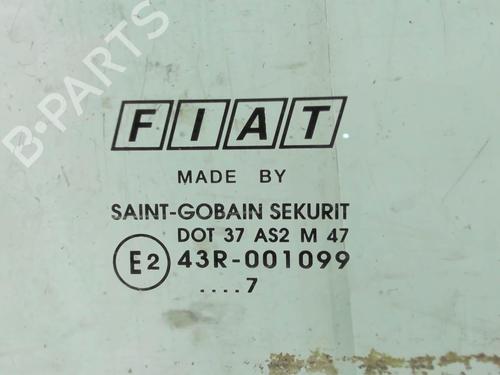 B-PARTS
FIAT
MADE BY
SAINT-GOBAIN SEKURIT
DOT 37 AS2 M 47
E2 43R-001099
....7